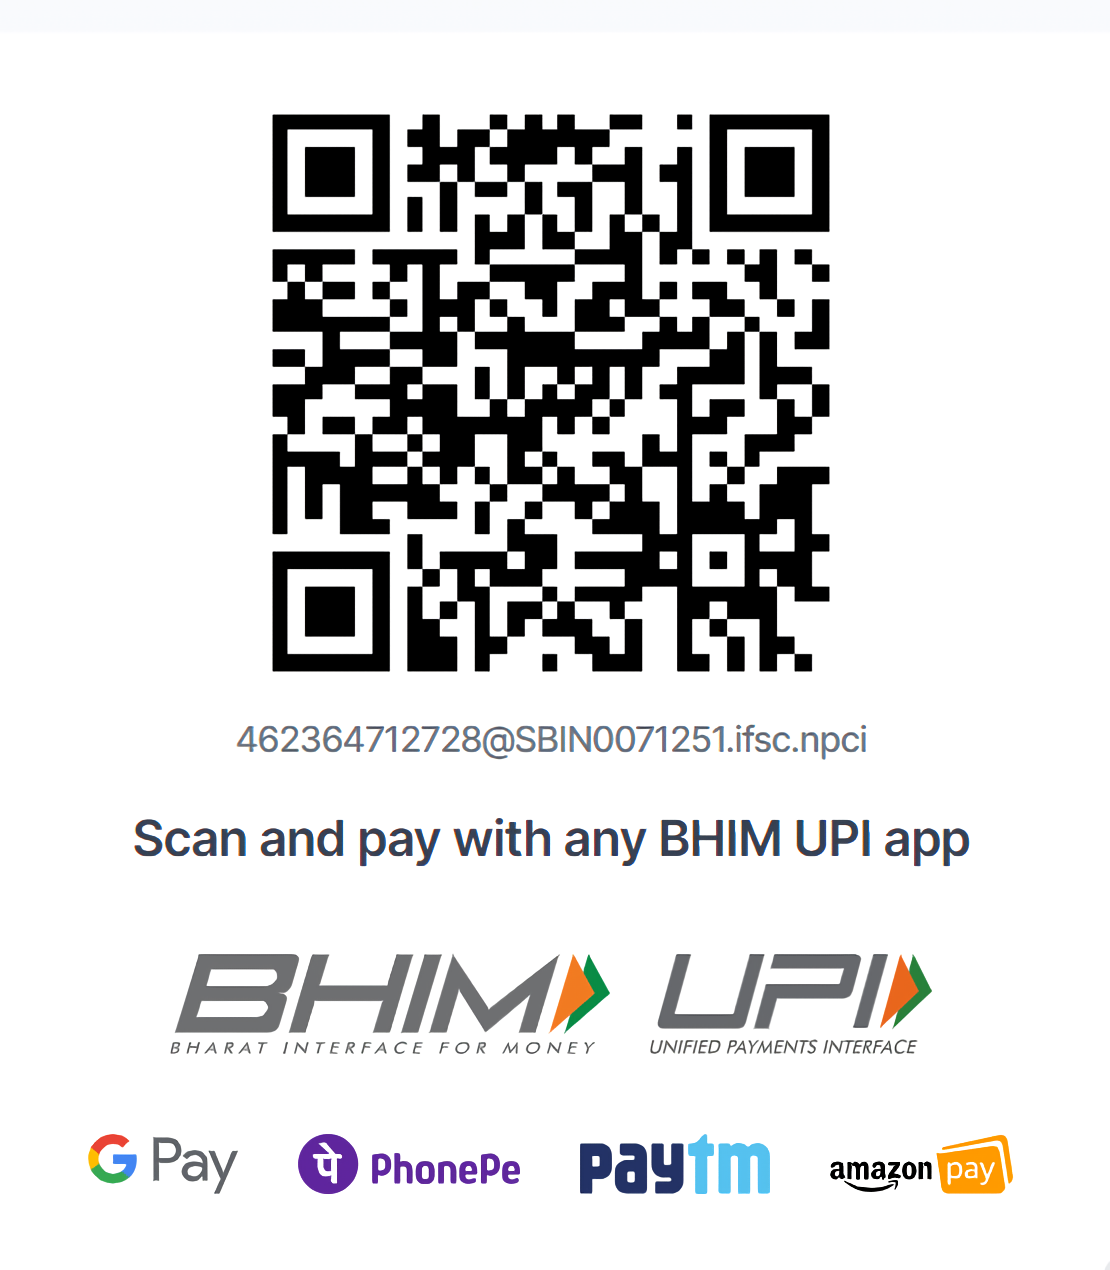 462364712728@SBIN0071251.ifsc.npci
Scan and pay with any BHIM UPI app
BHIM UPI
BHARAT INTERFACE FOR MONEY UNIFIED PAYMENTS INTERFACE
G Pay पे PhonePe paytm amazon pay